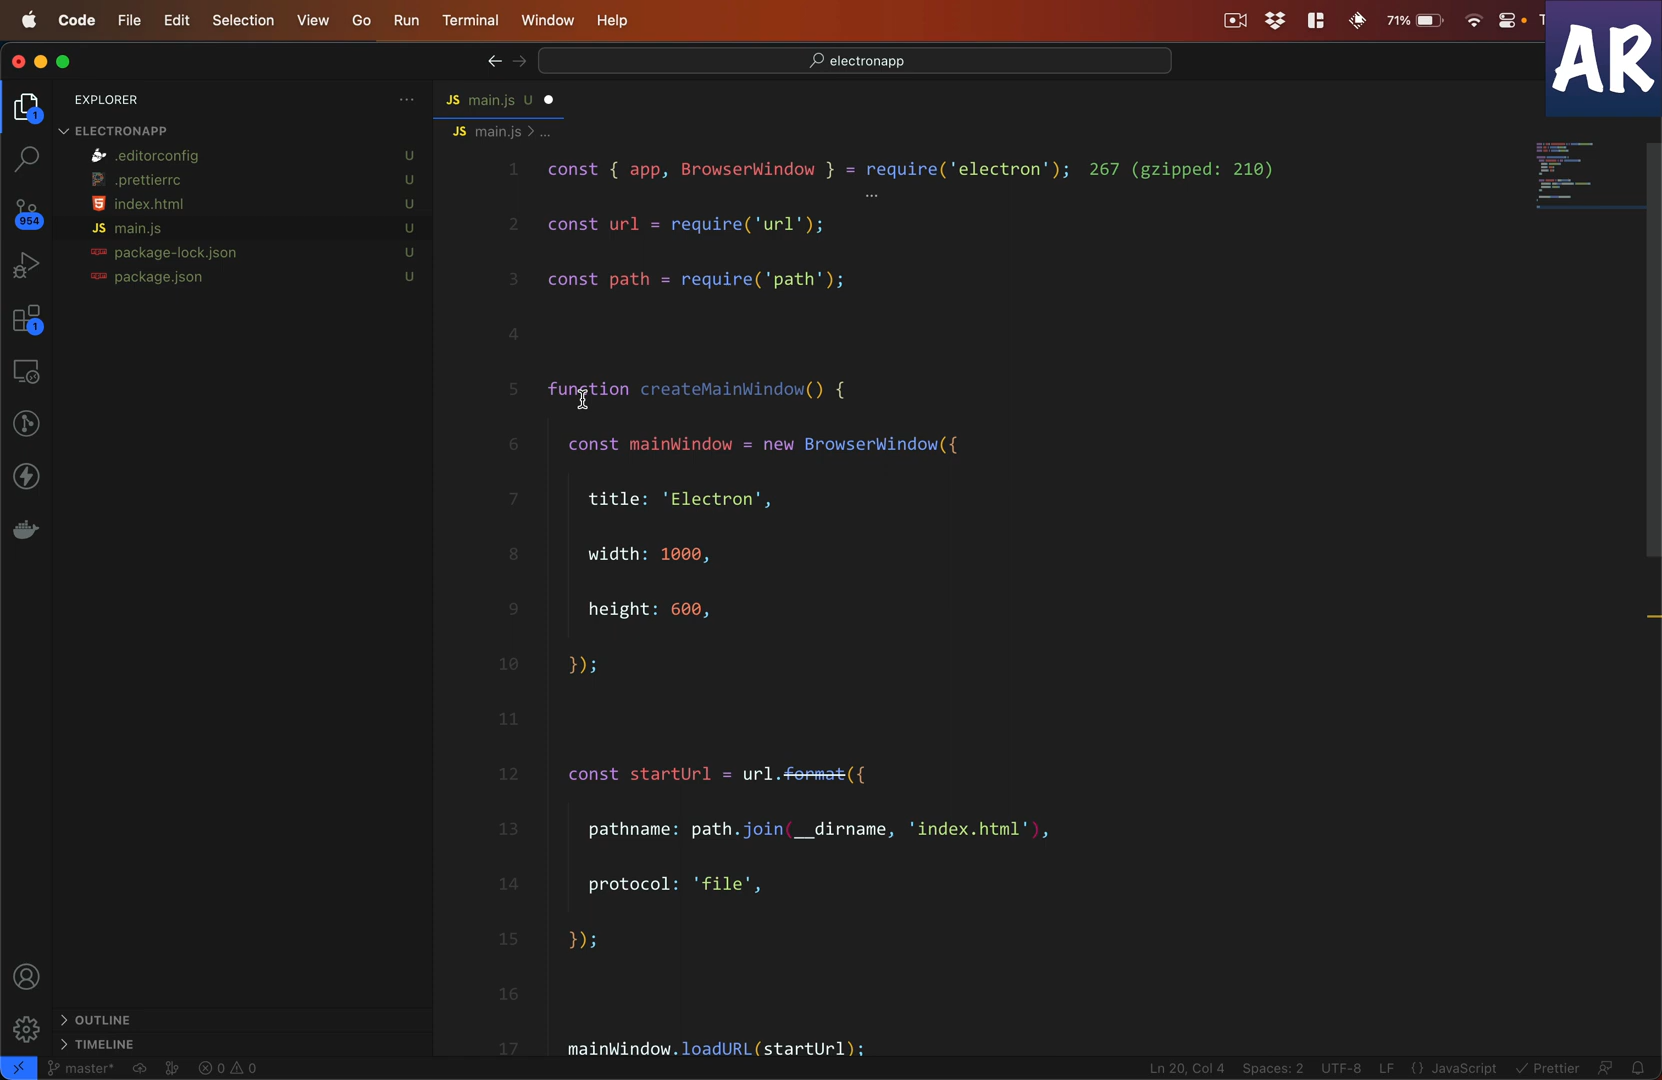 Code File Edit Selection View Go Run Terminal Window Help
71%
AR
electronapp
EXPLORER
ELECTRONAPP
.editorconfig U
.prettierrc U
index.html U
main.js U
package-lock.json U
package.json U
1
954
1
OUTLINE
TIMELINE
JS main.js U
JS main.js > ...
1 const { app, BrowserWindow } = require('electron'); 267 (gzipped: 210)
...
2 const url = require('url');
3 const path = require('path');
4
5 function createMainWindow() {
6 const mainWindow = new BrowserWindow({
7 title: 'Electron',
8 width: 1000,
9 height: 600,
10 });
11
12 const startUrl = url.format({
13 pathname: path.join(__dirname, 'index.html'),
14 protocol: 'file',
15 });
16
17 mainWindow.loadURL(startUrl);
master* 0 0 Ln 20, Col 4 Spaces: 2 UTF-8 LF {} JavaScript Prettier